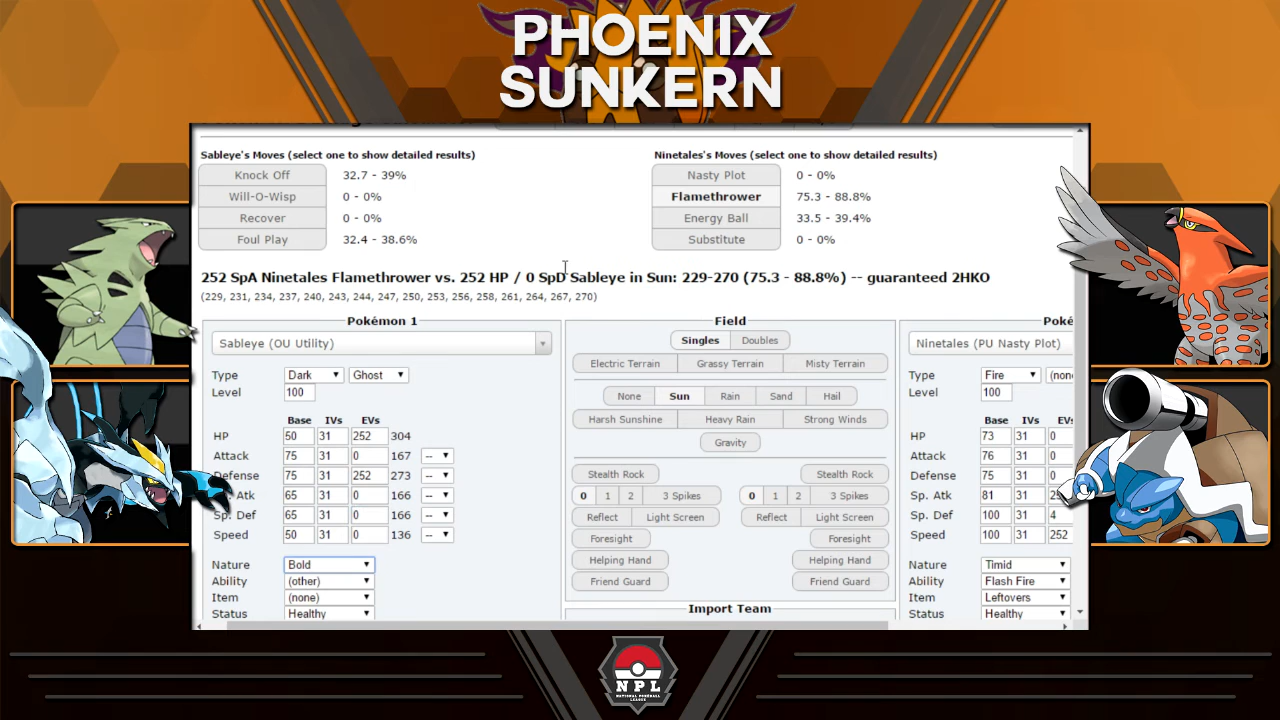 PHOENIX
SUNKERN
Sableye's Moves (select one to show detailed results)
Knock Off 32.7 - 39%
Will-O-Wisp 0 - 0%
Recover 0 - 0%
Foul Play 32.4 - 38.6%
Ninetales's Moves (select one to show detailed results)
Nasty Plot 0 - 0%
Flamethrower 75.3 - 88.8%
Energy Ball 33.5 - 39.4%
Substitute 0 - 0%
252 SpA Ninetales Flamethrower vs. 252 HP / 0 SpD Sableye in Sun: 229-270 (75.3 - 88.8%) -- guaranteed 2HKO
(229, 231, 234, 237, 240, 243, 244, 247, 250, 253, 256, 258, 261, 264, 267, 270)
Pokémon 1
Sableye (OU Utility)
Type Dark Ghost
Level 100
Base IVs EVs
HP 50 31 252 304
Attack 75 31 0 167 --
Defense 75 31 252 273 --
Sp. Atk 65 31 0 166 --
Sp. Def 65 31 0 166 --
Speed 50 31 0 136 --
Nature Bold
Ability (other)
Item (none)
Status Healthy
Field
Singles Doubles
Electric Terrain Grassy Terrain Misty Terrain
None Sun Rain Sand Hail
Harsh Sunshine Heavy Rain Strong Winds
Gravity
Stealth Rock Stealth Rock
0 1 2 3 Spikes 0 1 2 3 Spikes
Reflect Light Screen Reflect Light Screen
Foresight Foresight
Helping Hand Helping Hand
Friend Guard Friend Guard
Import Team
Poké
Ninetales (PU Nasty Plot)
Type Fire (none
Level 100
Base IVs EVs
HP 73 31 0
Attack 76 31 0
Defense 75 31 0
Sp. Atk 81 31 25
Sp. Def 100 31 4
Speed 100 31 252
Nature Timid
Ability Flash Fire
Item Leftovers
Status Healthy
NPL
NATIONAL POKÉBALL
LEAGUE